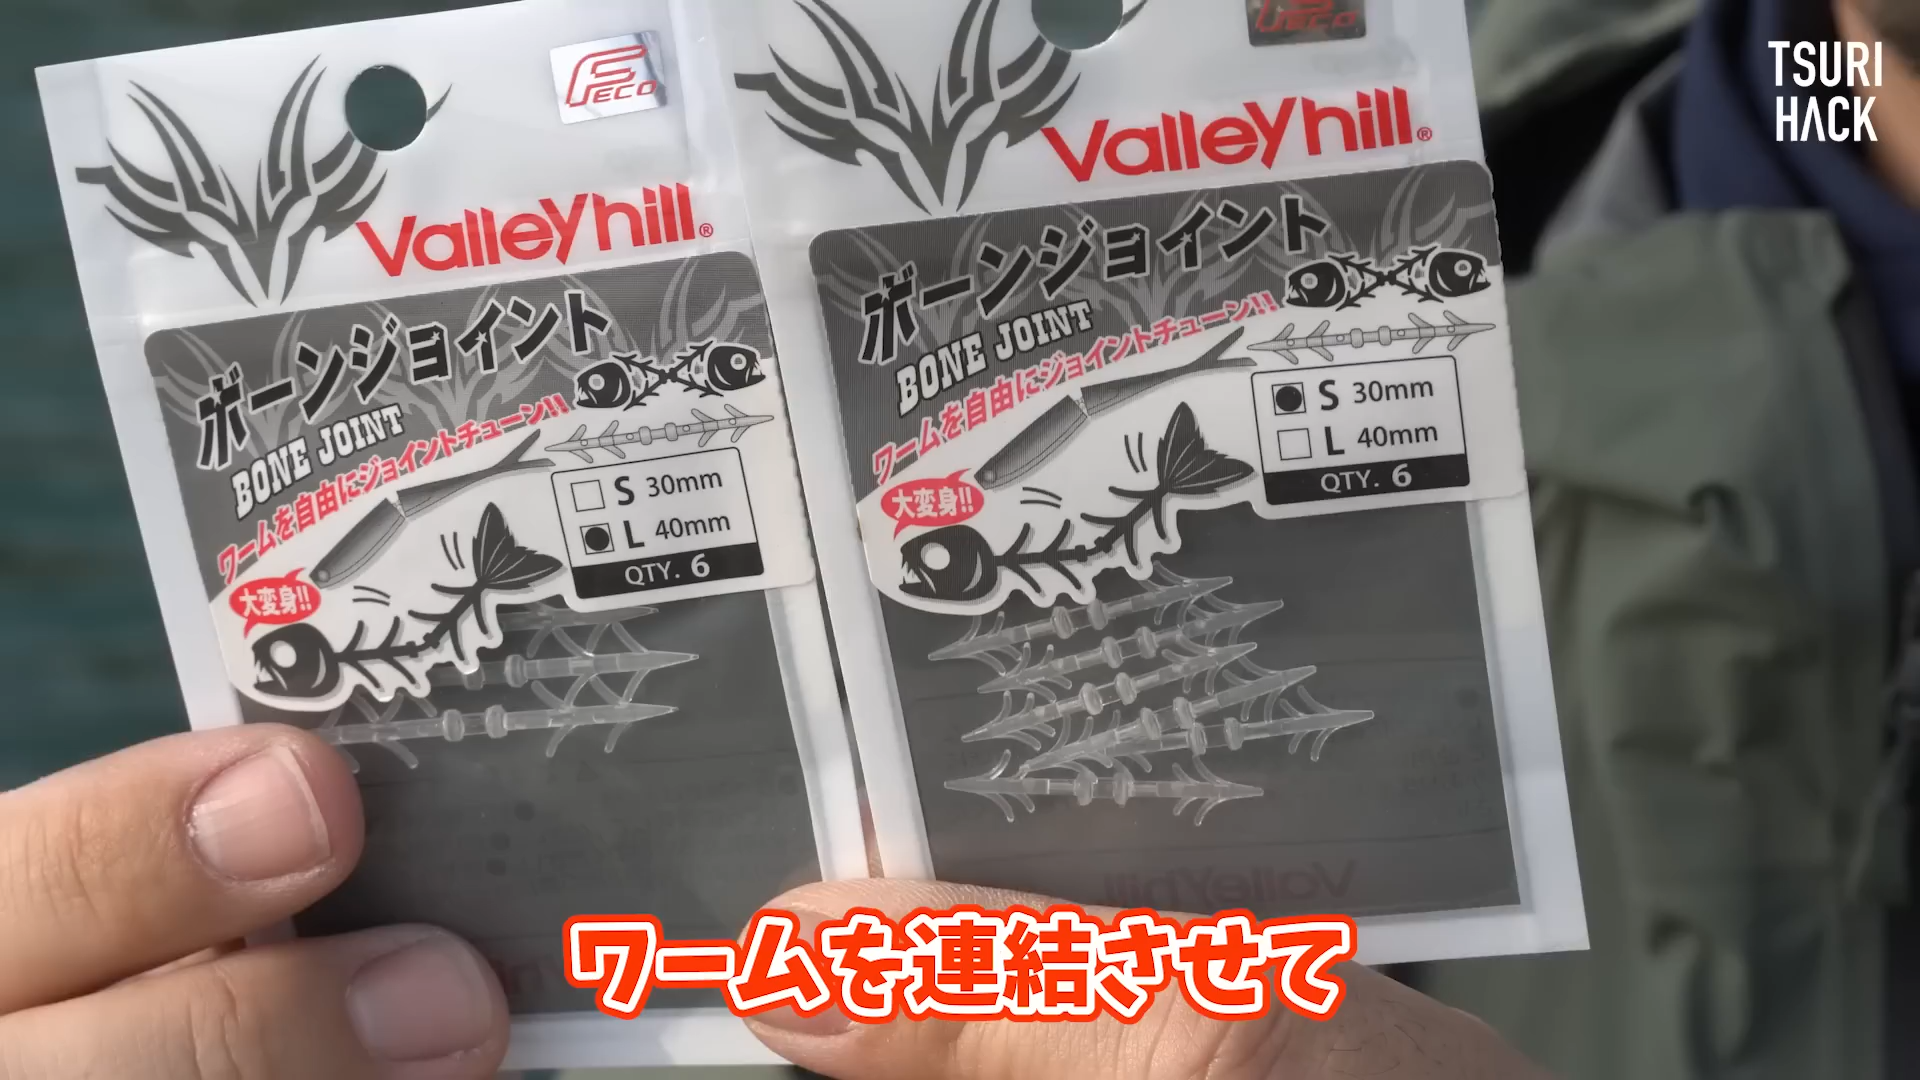 TSURI
HACK
FECO
Valleyhill®
ボーンジョイント
BONE JOINT
ワームを自由にジョイントチューン!!
大変身!!
S 30mm
L 40mm
QTY. 6
FECO
Valleyhill®
ボーンジョイント
BONE JOINT
ワームを自由にジョイントチューン!!
大変身!!
S 30mm
L 40mm
QTY. 6
Valleyhill
ワームを連結させて